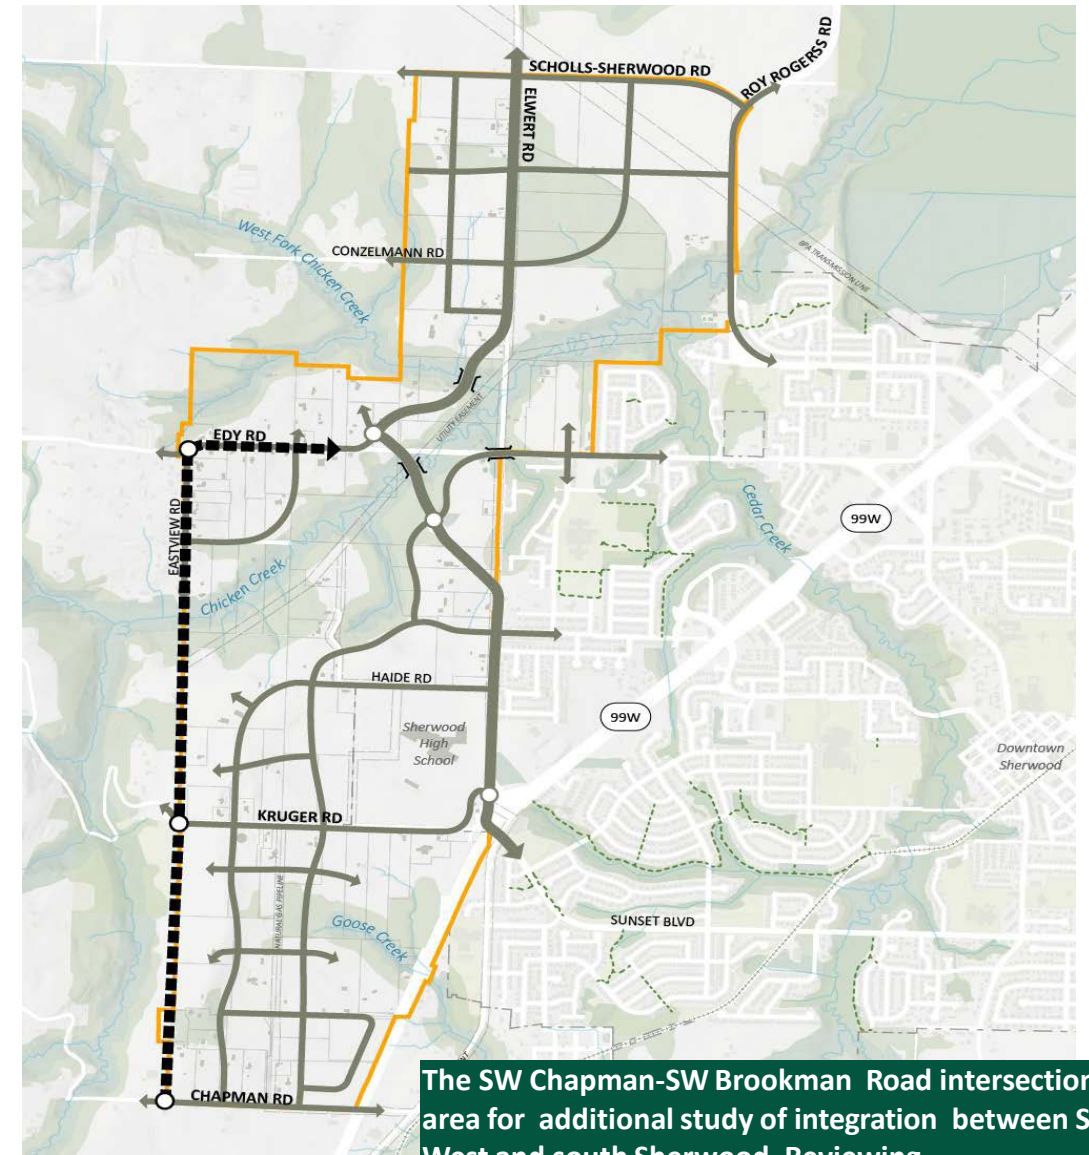 SCHOLLS-SHERWOOD RD
ROY ROGERSS RD
ELWERT RD
West Fork Chicken Creek
CONZELMANN RD
BPA TRANSMISSION LINE
UTILITY EASEMENT
EDY RD
EASTVIEW RD
Cedar Creek
99W
Chicken Creek
HAIDE RD
99W
Sherwood
High
School
Downtown
Sherwood
KRUGER RD
NATURAL GAS PIPELINE
Goose Creek
SUNSET BLVD
CHAPMAN RD
The SW Chapman-SW Brookman Road intersection
area for additional study of integration between S
West and south Sherwood. Reviewing